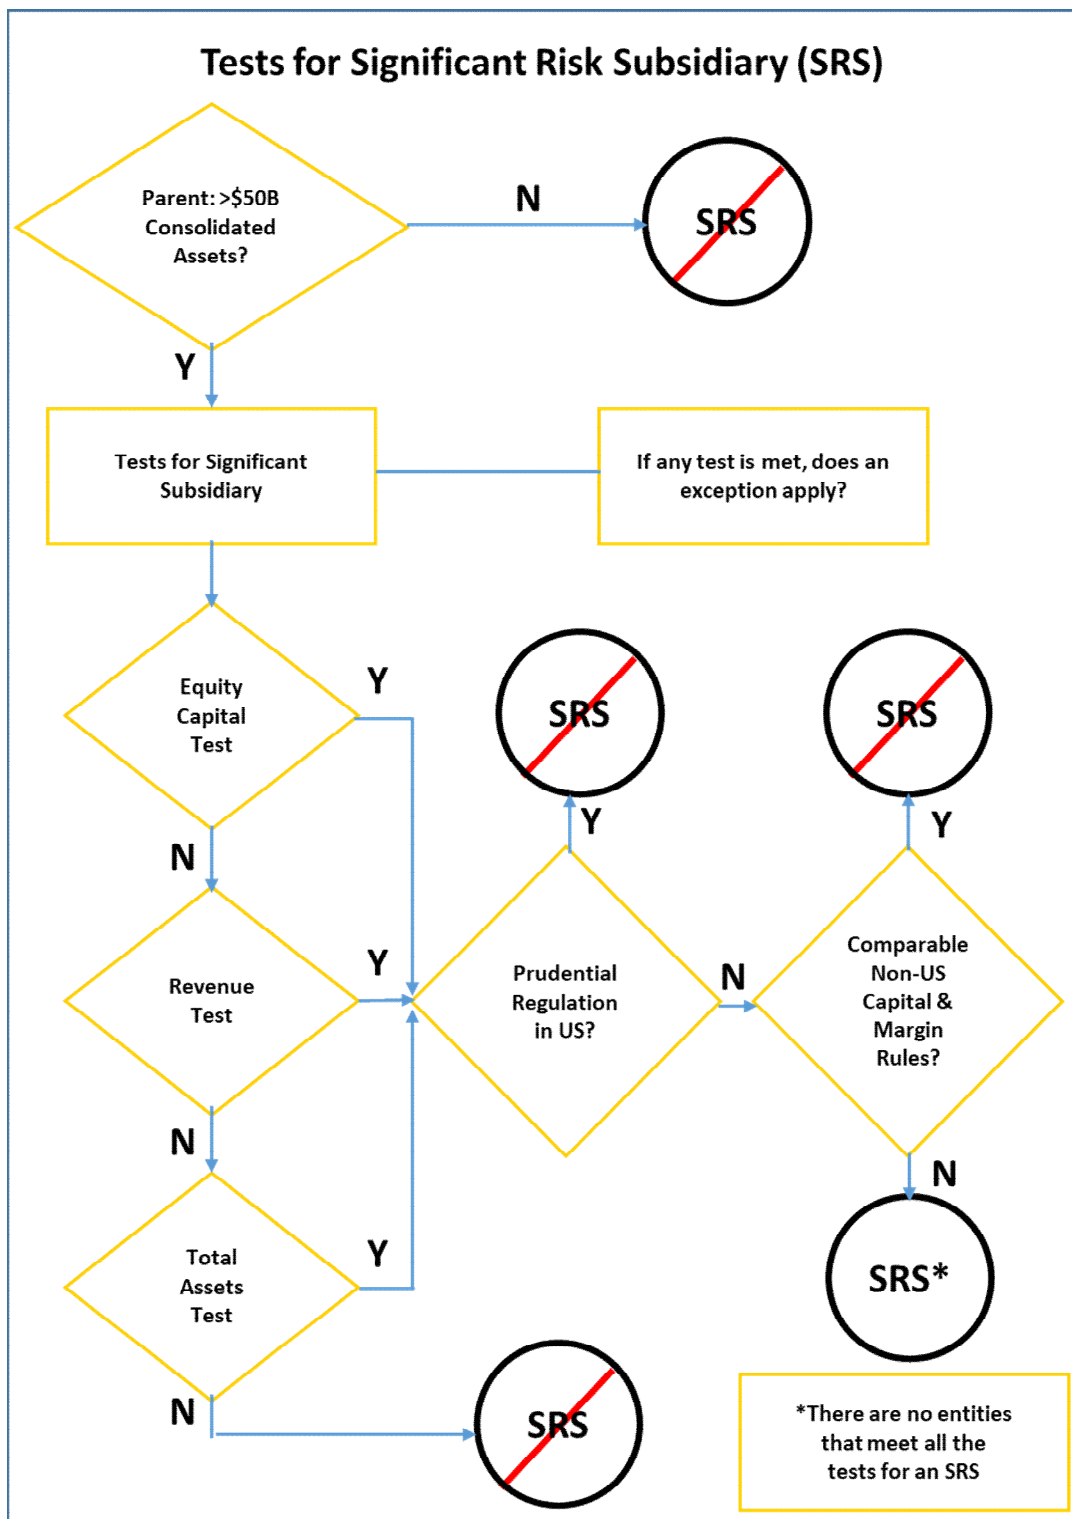 Tests for Significant Risk Subsidiary (SRS)
Parent: >$50B
Consolidated
Assets?
N
SRS
Y
Tests for Significant
Subsidiary
If any test is met, does an
exception apply?
Equity
Capital
Test
Y
SRS
SRS
N
Y
Y
Revenue
Test
Y
Prudential
Regulation
in US?
N
Comparable
Non-US
Capital &
Margin
Rules?
N
N
Total
Assets
Test
Y
SRS*
N
SRS
*There are no entities
that meet all the
tests for an SRS